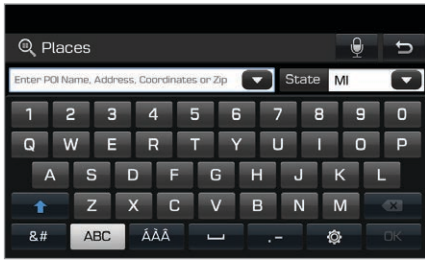 Places
Enter POI Name, Address, Coordinates or Zip State MI
1 2 3 4 5 6 7 8 9 0
Q W E R T Y U I O P
A S D F G H J K L
Z X C V B N M
&# ABC ÁÀÂ . – OK